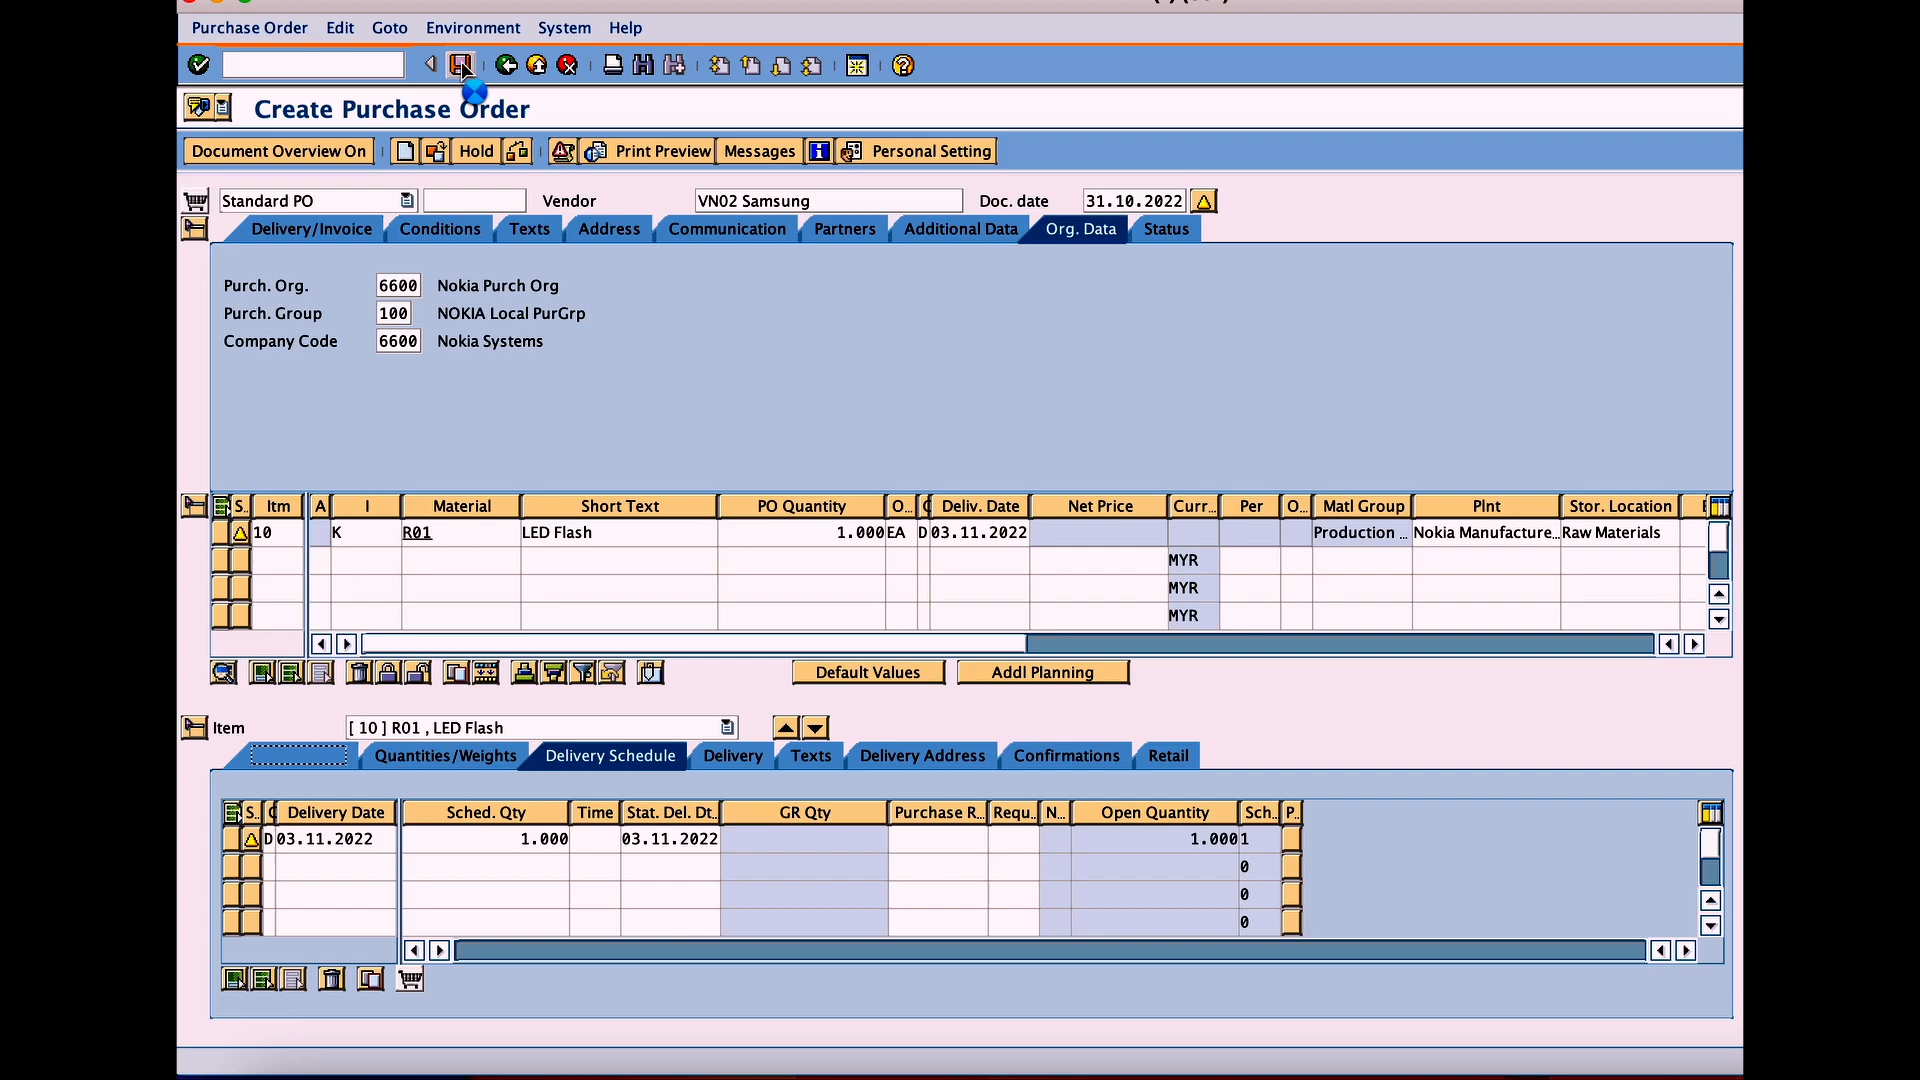 Purchase Order Edit Goto Environment System Help
Create Purchase Order
Document Overview On Hold Print Preview Messages Personal Setting
Standard PO Vendor VN02 Samsung Doc. date 31.10.2022
Delivery/Invoice Conditions Texts Address Communication Partners Additional Data Org. Data Status
Purch. Org. 6600 Nokia Purch Org
Purch. Group 100 NOKIA Local PurGrp
Company Code 6600 Nokia Systems
S.. Itm A I Material Short Text PO Quantity O... C Deliv. Date Net Price Curr... Per O... Matl Group Plnt Stor. Location
10 K R01 LED Flash 1.000 EA D 03.11.2022 Production ... Nokia Manufacture... Raw Materials
MYR
MYR
MYR
Default Values Addl Planning
Item [ 10 ] R01 , LED Flash
Quantities/Weights Delivery Schedule Delivery Texts Delivery Address Confirmations Retail
S.. C Delivery Date Sched. Qty Time Stat. Del. Dt. GR Qty Purchase R... Requ.. N... Open Quantity Sch.. P..
D 03.11.2022 1.000 03.11.2022 1.000 1
0
0
0